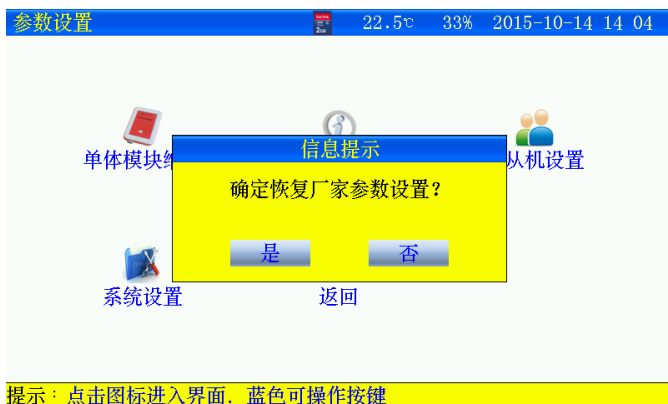 参数设置 22.5℃ 33% 2015-10-14 14 04
信息提示
单体模块 从机设置
确定恢复厂家参数设置?
是 否
系统设置 返回
提示：点击图标进入界面．蓝色可操作按键